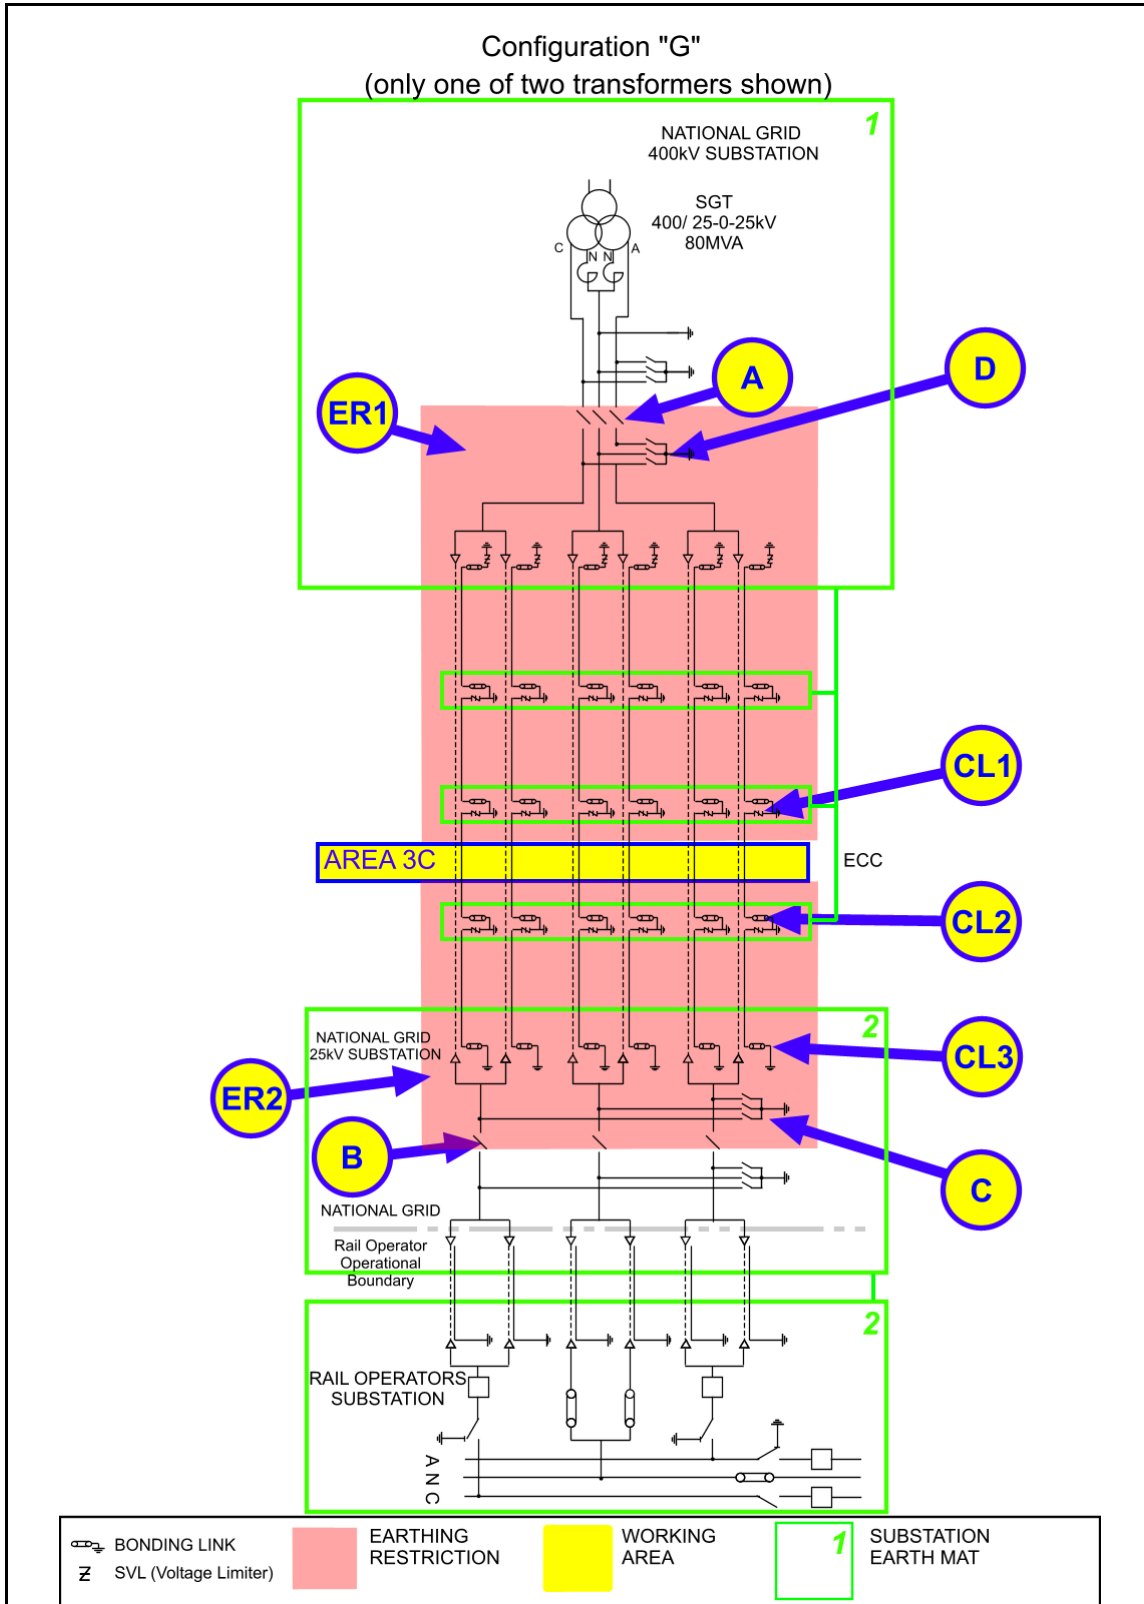 Configuration "G"
(only one of two transformers shown)
1
NATIONAL GRID
400kV SUBSTATION
SGT
400/ 25-0-25kV
80MVA
C
N N
A
A
D
ER1
CL1
AREA 3C
ECC
CL2
2
NATIONAL GRID
25kV SUBSTATION
CL3
ER2
B
C
NATIONAL GRID
Rail Operator
Operational
Boundary
2
RAIL OPERATORS
SUBSTATION
A
N
C
BONDING LINK
SVL (Voltage Limiter)
EARTHING
RESTRICTION
WORKING
AREA
1
SUBSTATION
EARTH MAT